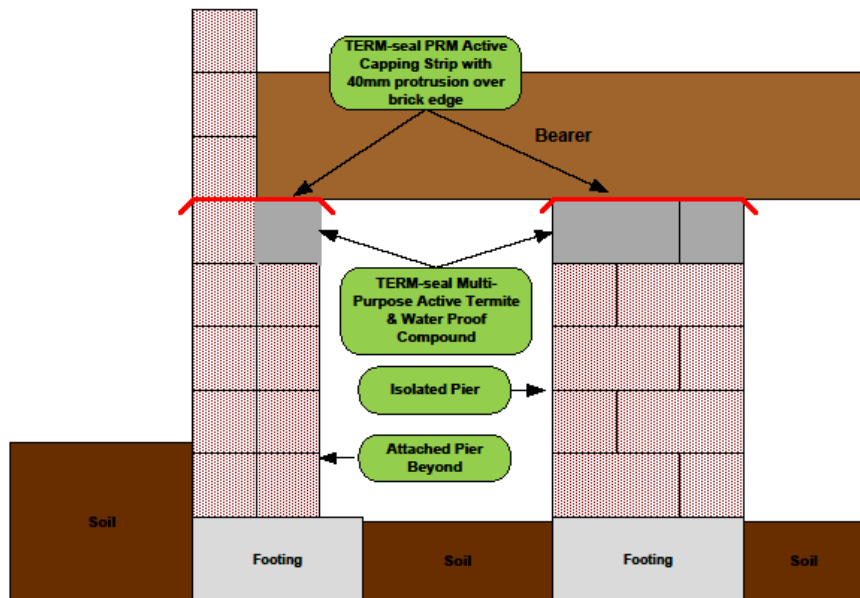 TERM-seal PRM Active
Capping Strip with
40mm protrusion over
brick edge
Bearer
TERM-seal Multi-
Purpose Active Termite
& Water Proof
Compound
Isolated Pier
Attached Pier
Beyond
Soil
Footing
Soil
Footing
Soil